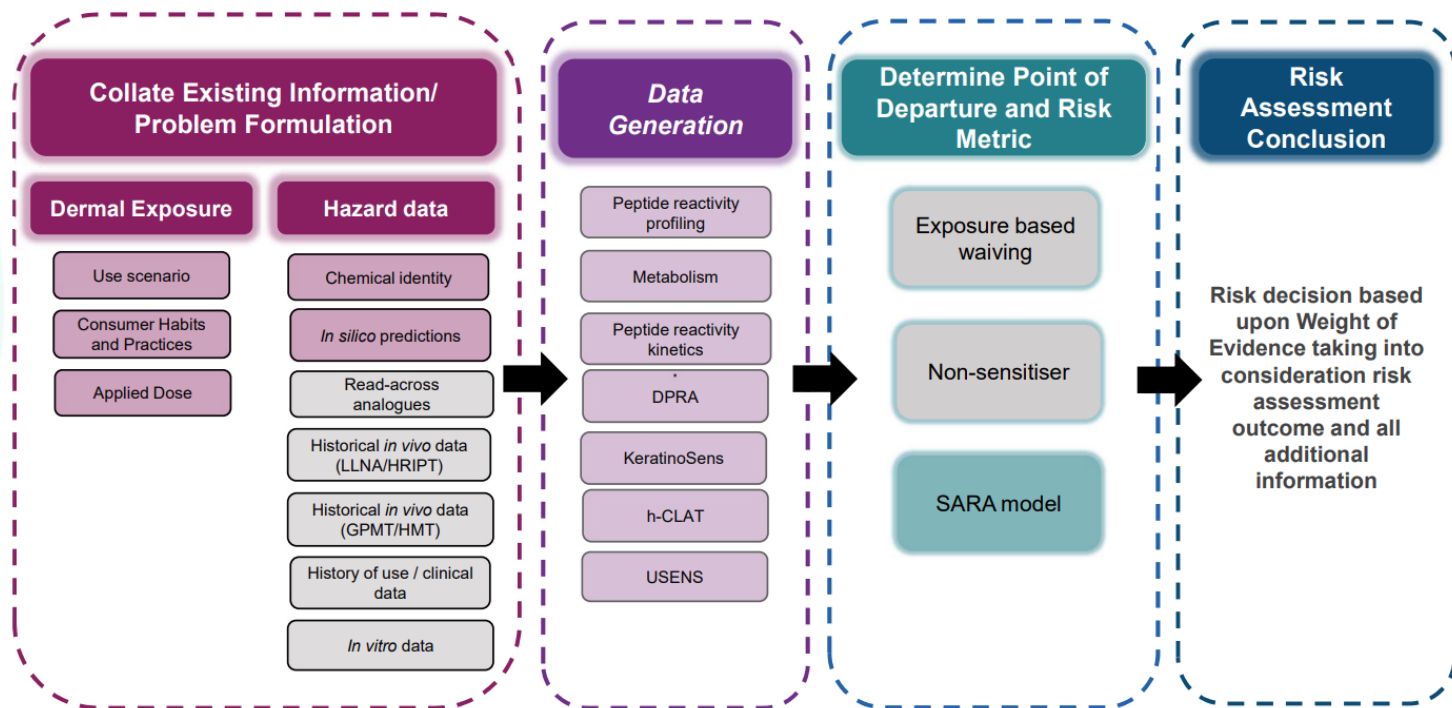 Collate Existing Information/
Problem Formulation
Dermal Exposure
Use scenario
Consumer Habits
and Practices
Applied Dose
Hazard data
Chemical identity
In silico predictions
Read-across
analogues
Historical in vivo data
(LLNA/HRIPT)
Historical in vivo data
(GPMT/HMT)
History of use / clinical
data
In vitro data
Data
Generation
Peptide reactivity
profiling
Metabolism
Peptide reactivity
kinetics
DPRA
KeratinoSens
h-CLAT
USENS
Determine Point of
Departure and Risk
Metric
Exposure based
waiving
Non-sensitiser
SARA model
Risk
Assessment
Conclusion
Risk decision based
upon Weight of
Evidence taking into
consideration risk
assessment
outcome and all
additional
information